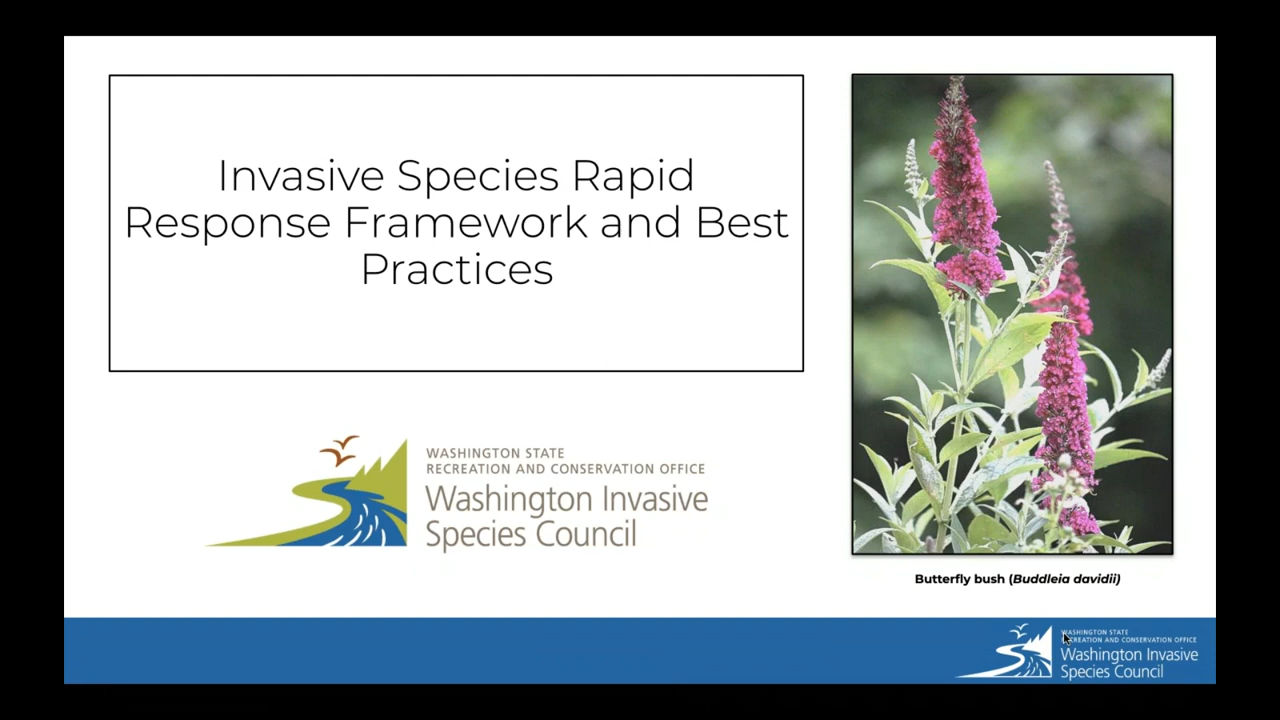 Invasive Species Rapid
Response Framework and Best
Practices
WASHINGTON STATE
RECREATION AND CONSERVATION OFFICE
Washington Invasive
Species Council
Butterfly bush (Buddleia davidii)
WASHINGTON STATE
RECREATION AND CONSERVATION OFFICE
Washington Invasive
Species Council